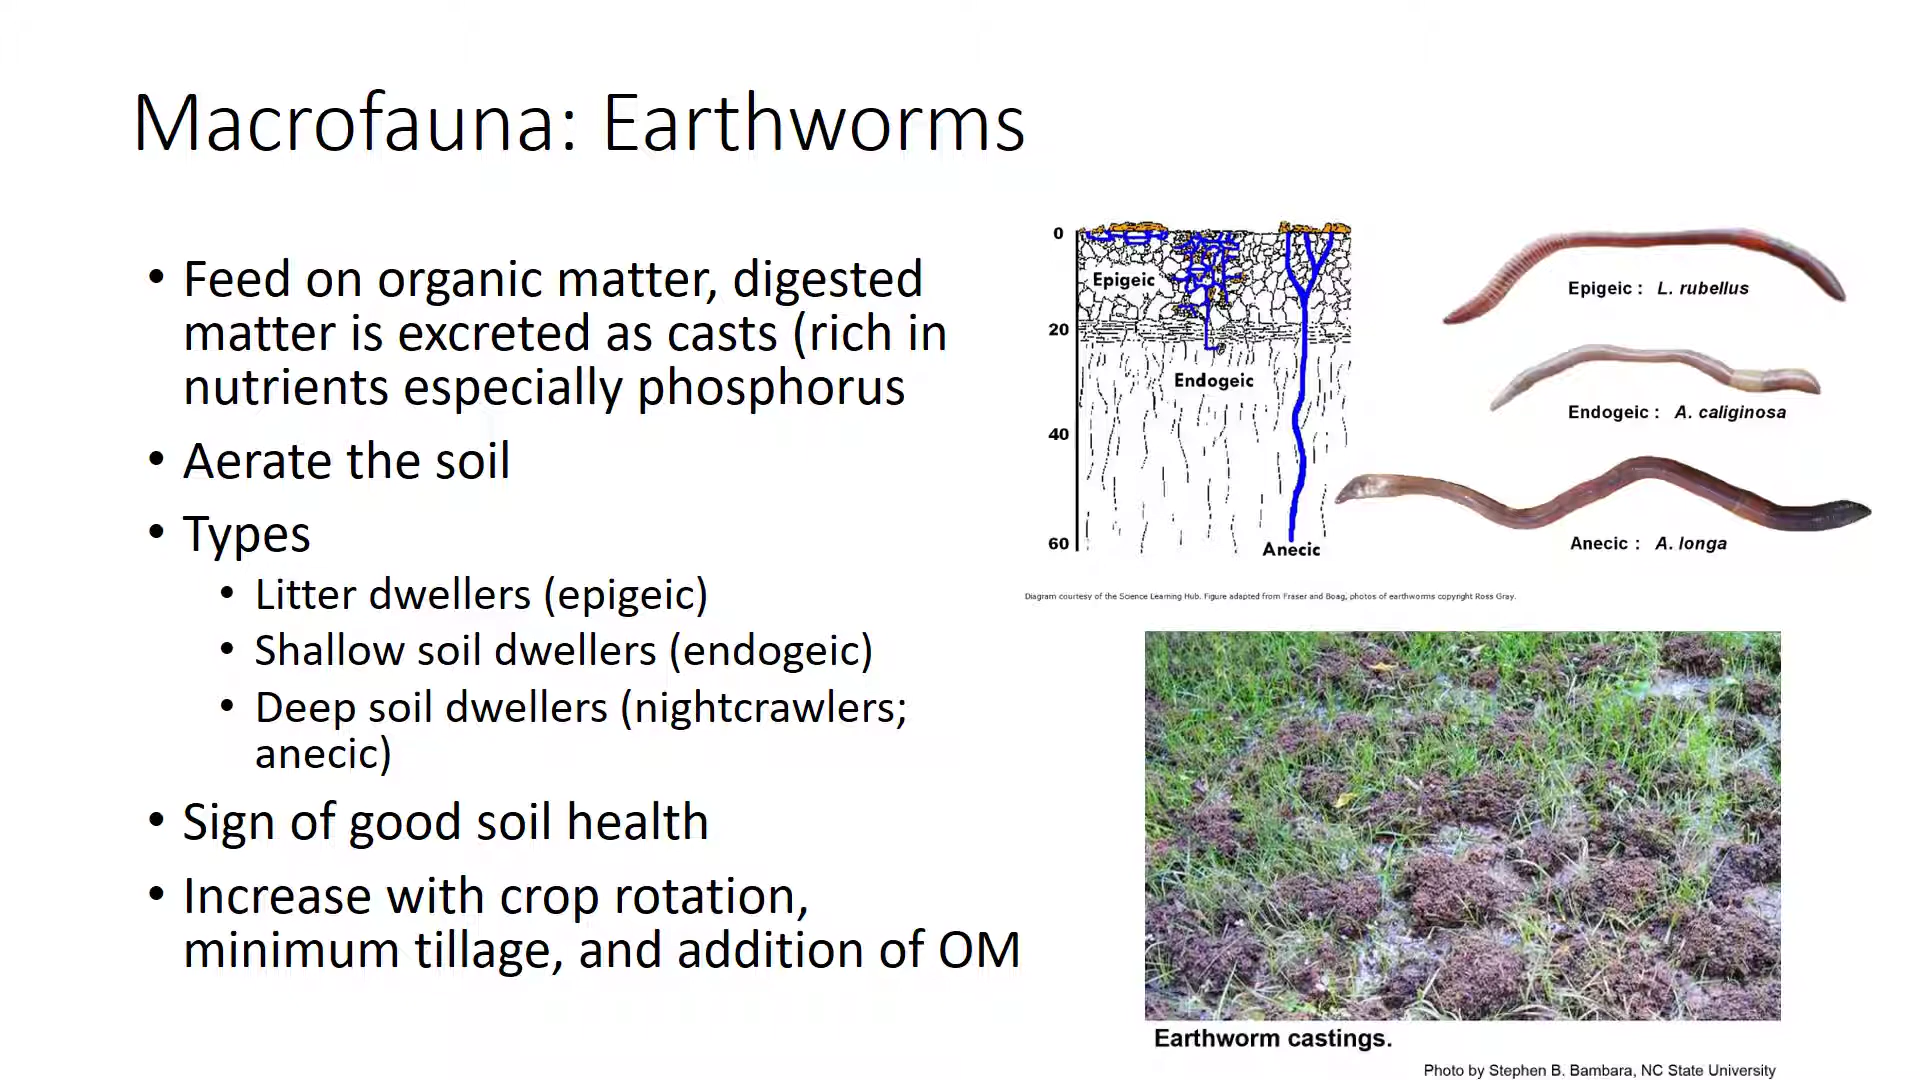 Macrofauna: Earthworms
• Feed on organic matter, digested
matter is excreted as casts (rich in
nutrients especially phosphorus
• Aerate the soil
• Types
• Litter dwellers (epigeic)
• Shallow soil dwellers (endogeic)
• Deep soil dwellers (nightcrawlers;
anecic)
• Sign of good soil health
• Increase with crop rotation,
minimum tillage, and addition of OM
0
Epigeic
20
Endogeic
40
60
Anecic
Epigeic : L. rubellus
Endogeic : A. caliginosa
Anecic : A. longa
Diagram courtesy of the Science Learning Hub. Figure adapted from Fraser and Boag, photos of earthworms copyright Ross Gray.
Earthworm castings.
Photo by Stephen B. Bambara, NC State University